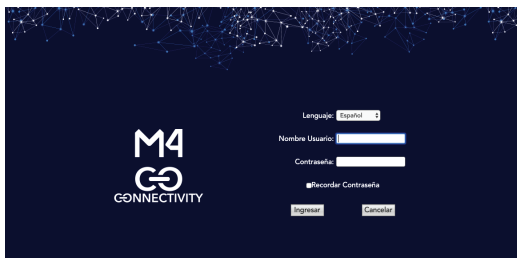 Lenguaje: Español
Nombre Usuario:
Contraseña:
Recordar Contraseña
Ingresar Cancelar
M4
CONNECTIVITY